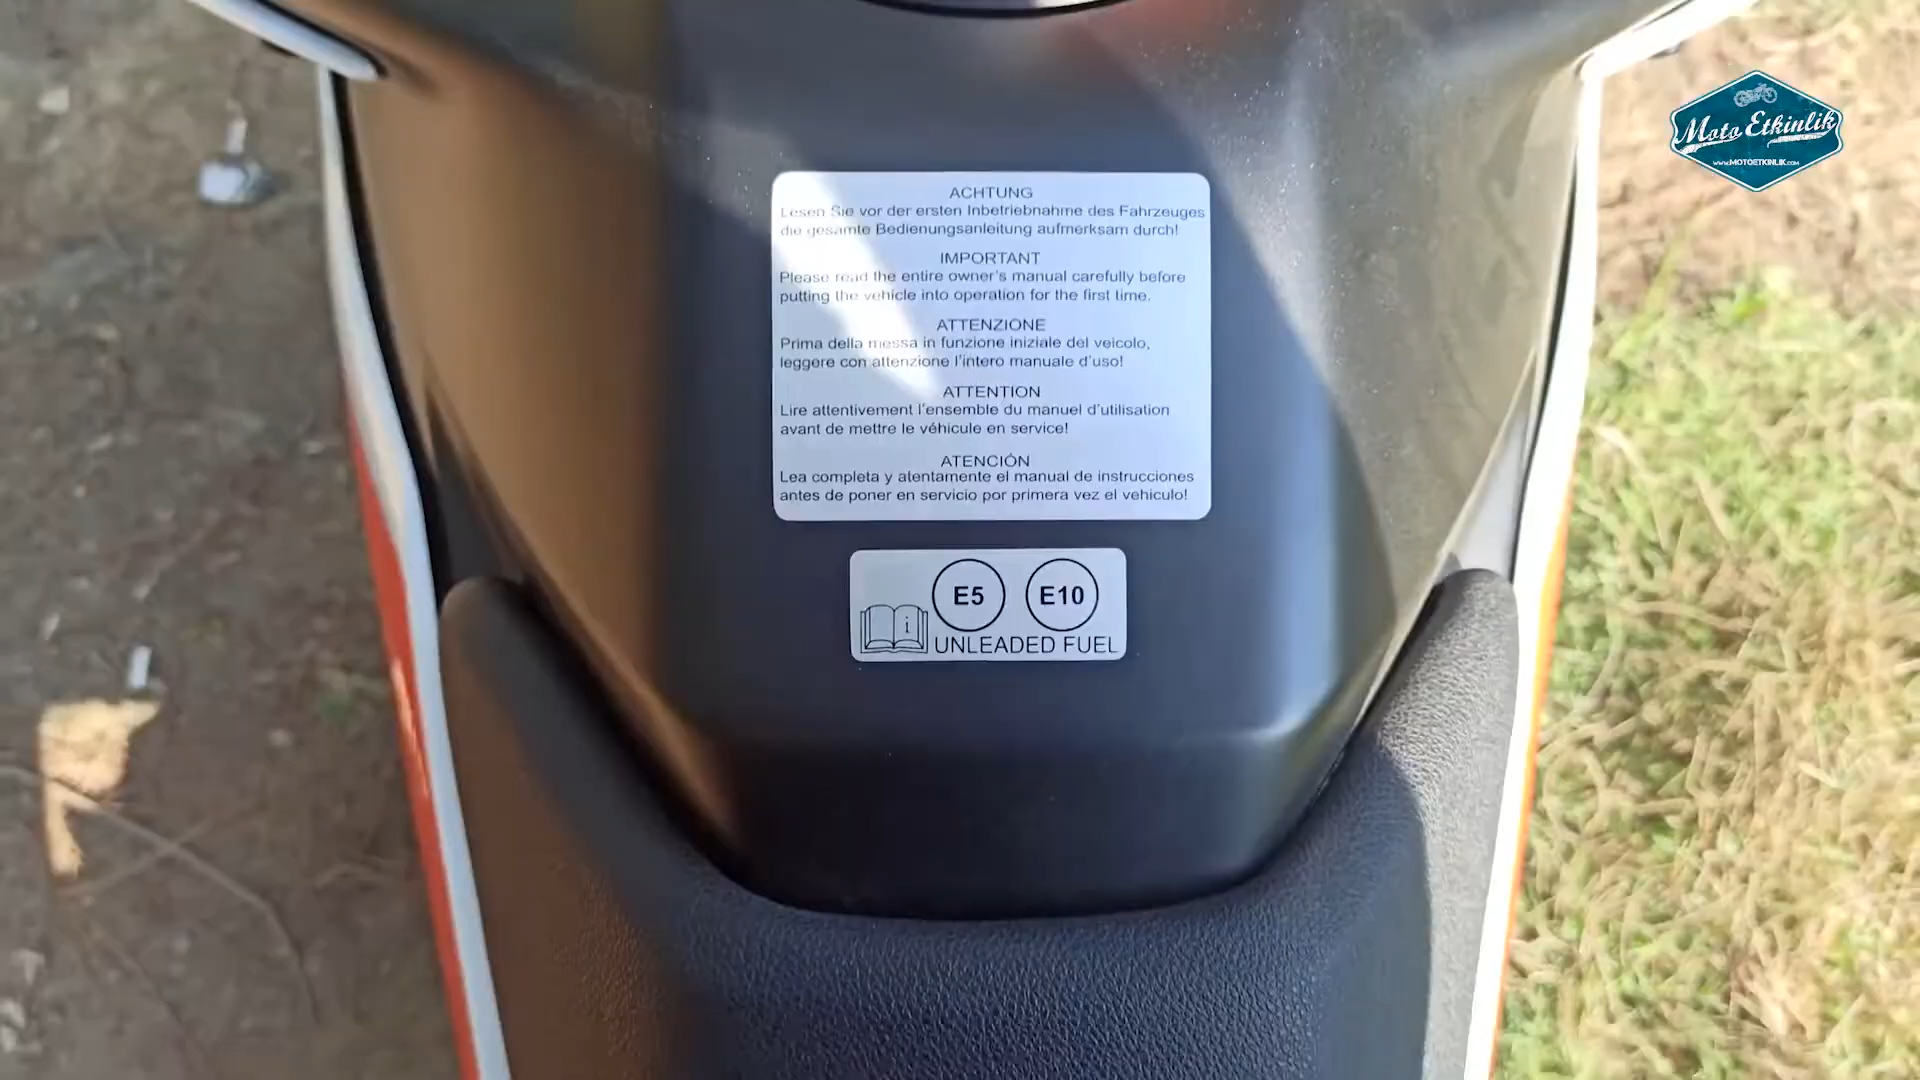 Moto Etkinlik
www.MOTOETKINLIK.com
ACHTUNG
Lesen Sie vor der ersten Inbetriebnahme des Fahrzeuges
die gesamte Bedienungsanleitung aufmerksam durch!
IMPORTANT
Please read the entire owner's manual carefully before
putting the vehicle into operation for the first time.
ATTENZIONE
Prima della messa in funzione iniziale del veicolo,
leggere con attenzione l'intero manuale d'uso!
ATTENTION
Lire attentivement l'ensemble du manuel d'utilisation
avant de mettre le véhicule en service!
ATENCIÓN
Lea completa y atentamente el manual de instrucciones
antes de poner en servicio por primera vez el vehiculo!
E5 E10
i
UNLEADED FUEL